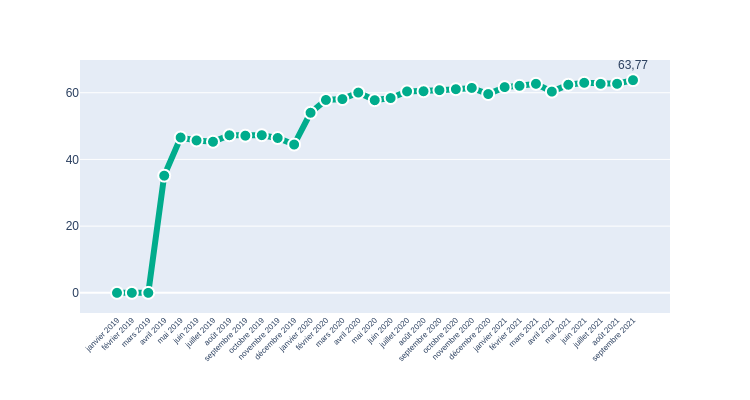 63,77
60
40
20
0
janvier 2019
février 2019
mars 2019
avril 2019
mai 2019
juin 2019
juillet 2019
août 2019
septembre 2019
octobre 2019
novembre 2019
décembre 2019
janvier 2020
février 2020
mars 2020
avril 2020
mai 2020
juin 2020
juillet 2020
août 2020
septembre 2020
octobre 2020
novembre 2020
décembre 2020
janvier 2021
février 2021
mars 2021
avril 2021
mai 2021
juin 2021
juillet 2021
août 2021
septembre 2021